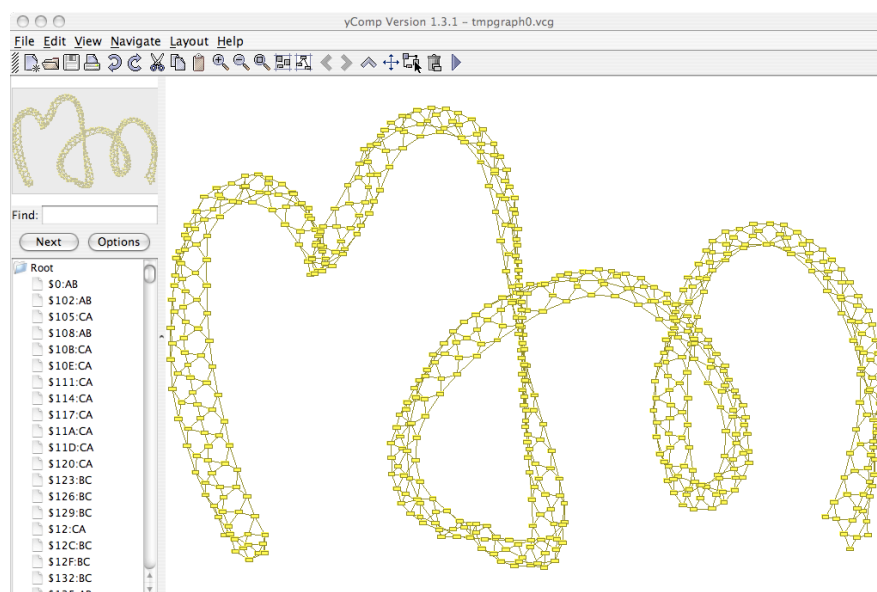 yComp Version 1.3.1 – tmpgraph0.vcg
File Edit View Navigate Layout Help
Find:
Next Options
Root
$0:AB
$102:AB
$105:CA
$108:AB
$10B:CA
$10E:CA
$111:CA
$114:CA
$117:CA
$11A:CA
$11D:CA
$120:CA
$123:BC
$126:BC
$129:BC
$12:CA
$12C:BC
$12F:BC
$132:BC